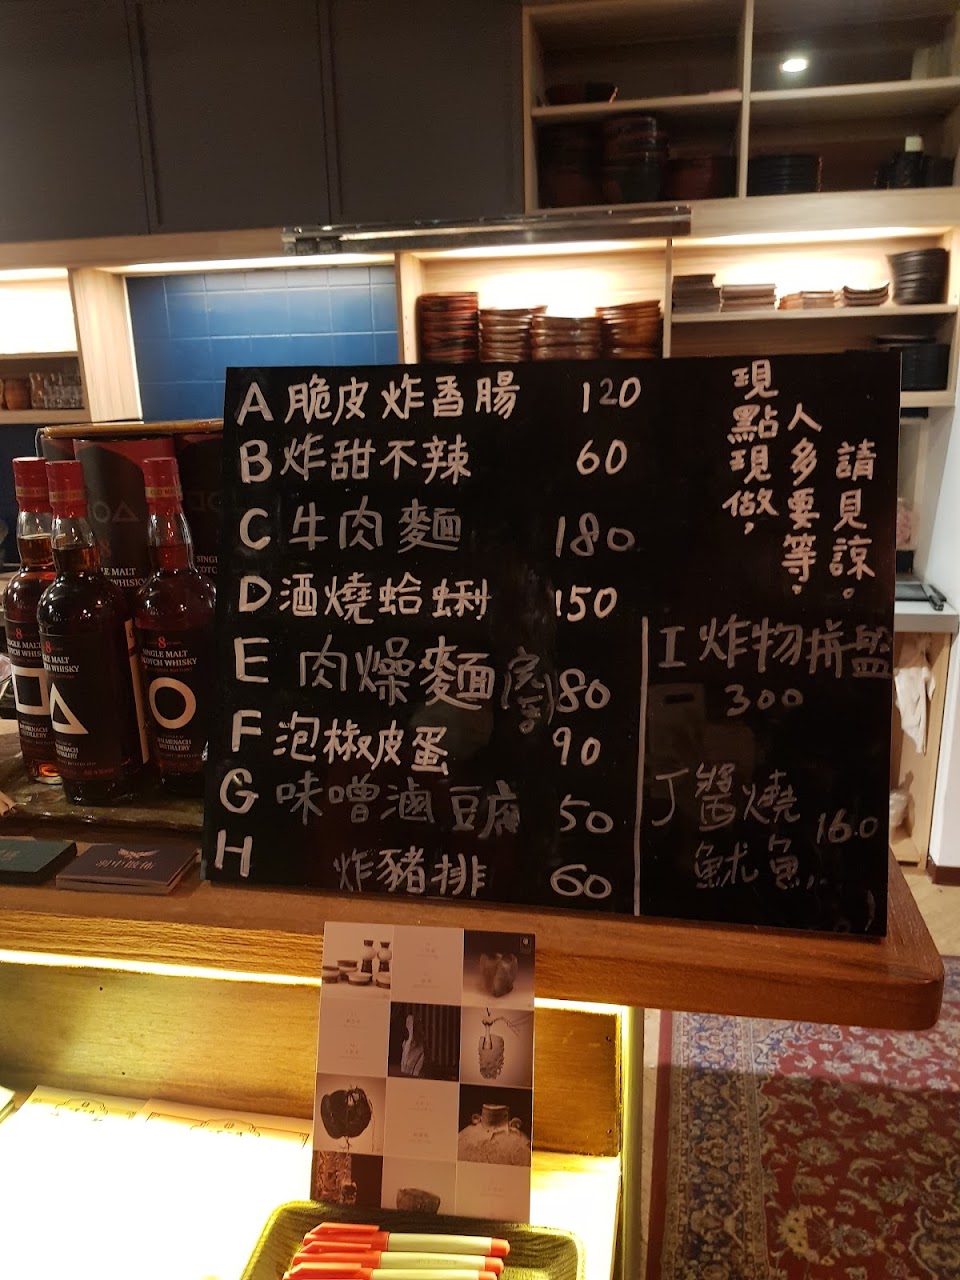 A 脆皮炸香腸 120
B 炸甜不辣 60
C 牛肉麵 180
D 酒燒蛤蜊 150
E 肉燥麵 80
F 泡椒皮蛋 90
G 味噌滷豆腐 50
H 炸豬排 60
現點現做，
人多要等，
請見諒。
I 炸物拼盤
300
J 醬燒
魷魚 160
8
SINGLE MALT
SCOTCH WHISKY
DISTILLERY